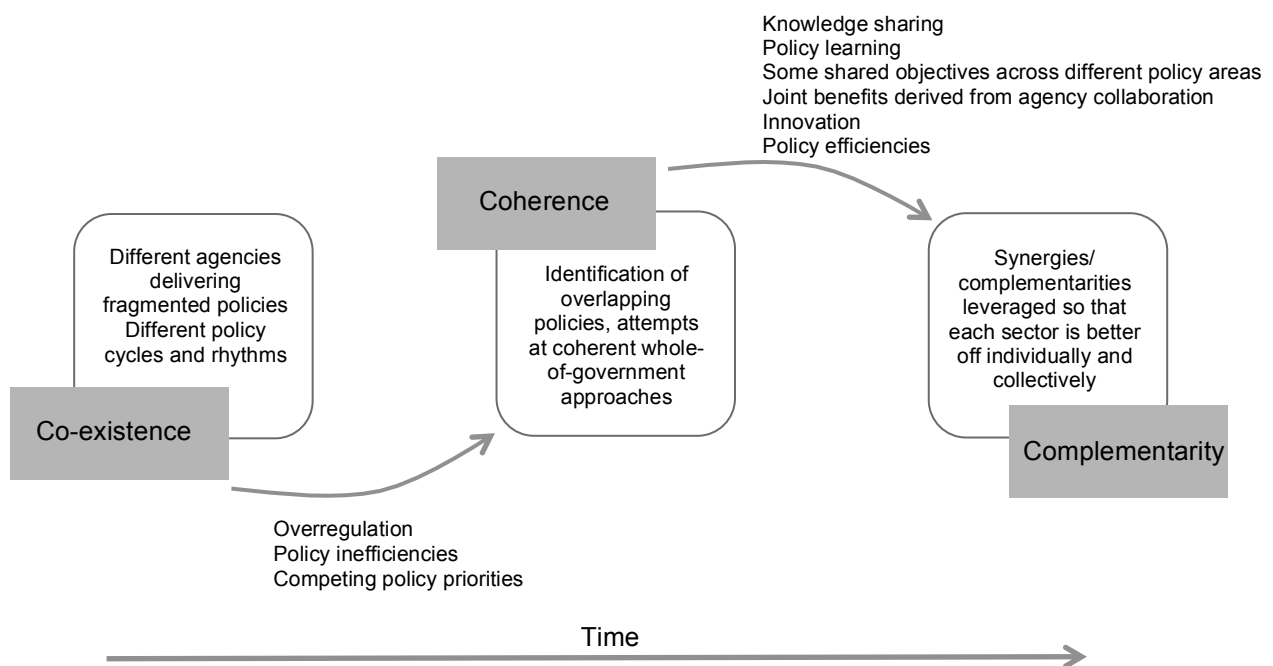 Knowledge sharing
Policy learning
Some shared objectives across different policy areas
Joint benefits derived from agency collaboration
Innovation
Policy efficiencies
Coherence
Different agencies
delivering
fragmented policies
Different policy
cycles and rhythms
Co-existence
Identification of
overlapping
policies, attempts
at coherent whole-
of-government
approaches
Synergies/
complementarities
leveraged so that
each sector is better
off individually and
collectively
Complementarity
Overregulation
Policy inefficiencies
Competing policy priorities
Time